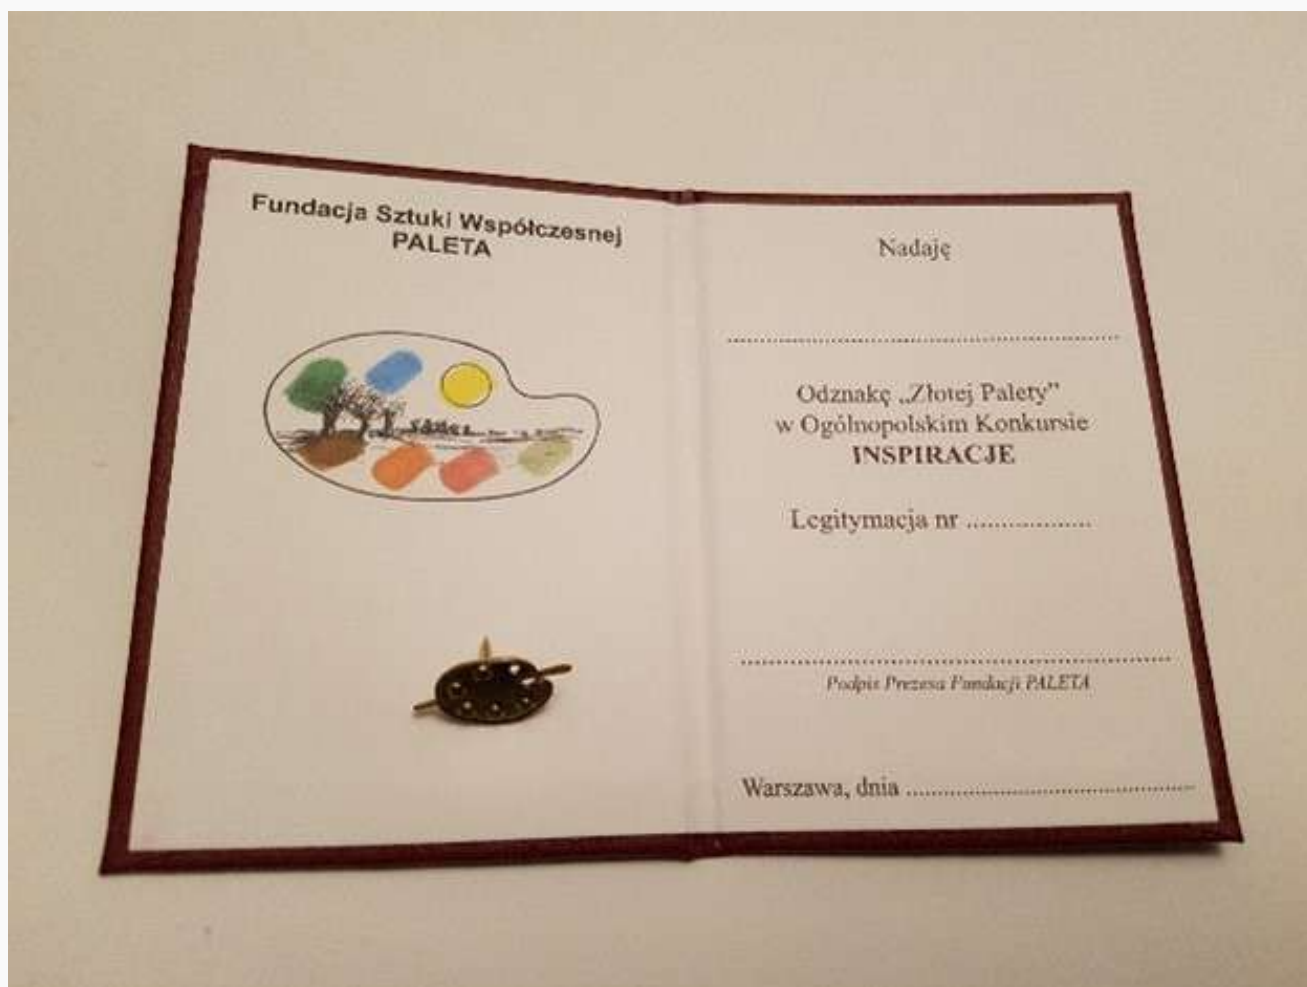 Fundacja Sztuki Współczesnej
PALETA
Nadaję
................................................................
Odznakę „Złotej Palety”
w Ogólnopolskim Konkursie
INSPIRACJE
Legitymacja nr ...................
................................................................
Podpis Prezesa Fundacji PALETA
Warszawa, dnia .............................................